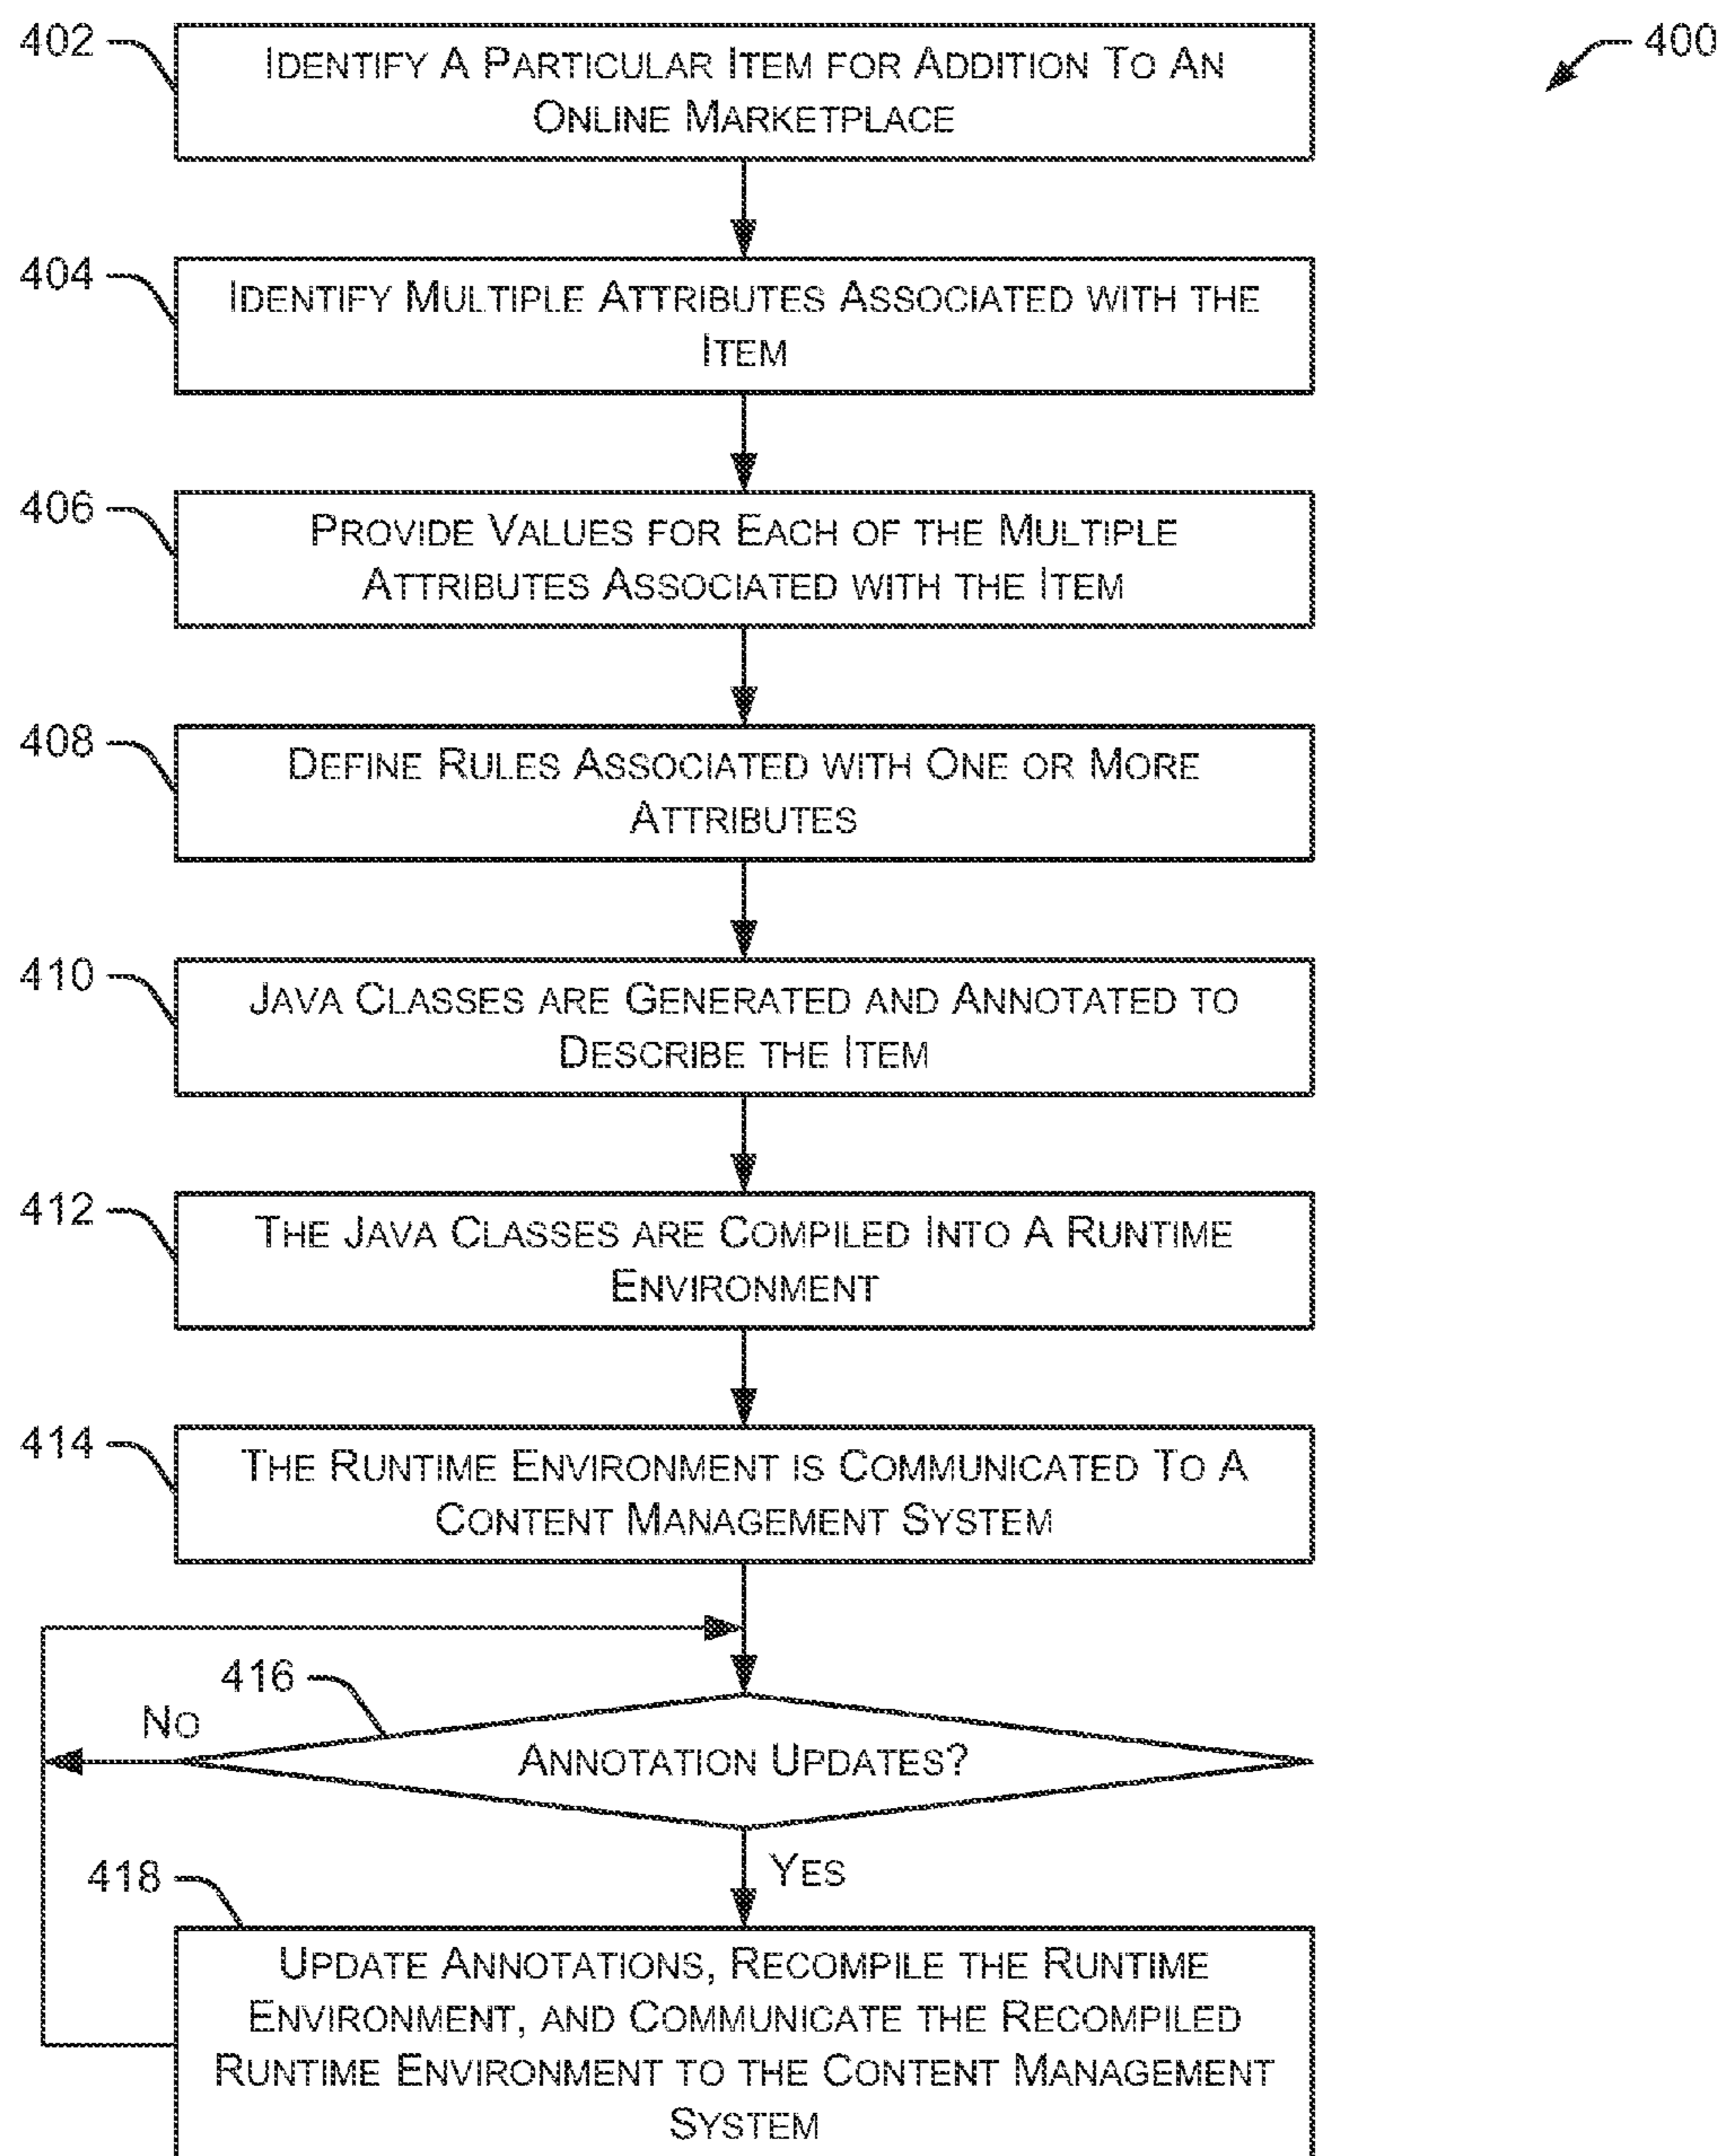 402
400
IDENTIFY A PARTICULAR ITEM FOR ADDITION TO AN
ONLINE MARKETPLACE
404
IDENTIFY MULTIPLE ATTRIBUTES ASSOCIATED WITH THE
ITEM
406
PROVIDE VALUES FOR EACH OF THE MULTIPLE
ATTRIBUTES ASSOCIATED WITH THE ITEM
408
DEFINE RULES ASSOCIATED WITH ONE OR MORE
ATTRIBUTES
410
JAVA CLASSES ARE GENERATED AND ANNOTATED TO
DESCRIBE THE ITEM
412
THE JAVA CLASSES ARE COMPILED INTO A RUNTIME
ENVIRONMENT
414
THE RUNTIME ENVIRONMENT IS COMMUNICATED TO A
CONTENT MANAGEMENT SYSTEM
416
NO
ANNOTATION UPDATES?
YES
418
UPDATE ANNOTATIONS, RECOMPILE THE RUNTIME
ENVIRONMENT, AND COMMUNICATE THE RECOMPILED
RUNTIME ENVIRONMENT TO THE CONTENT MANAGEMENT
SYSTEM